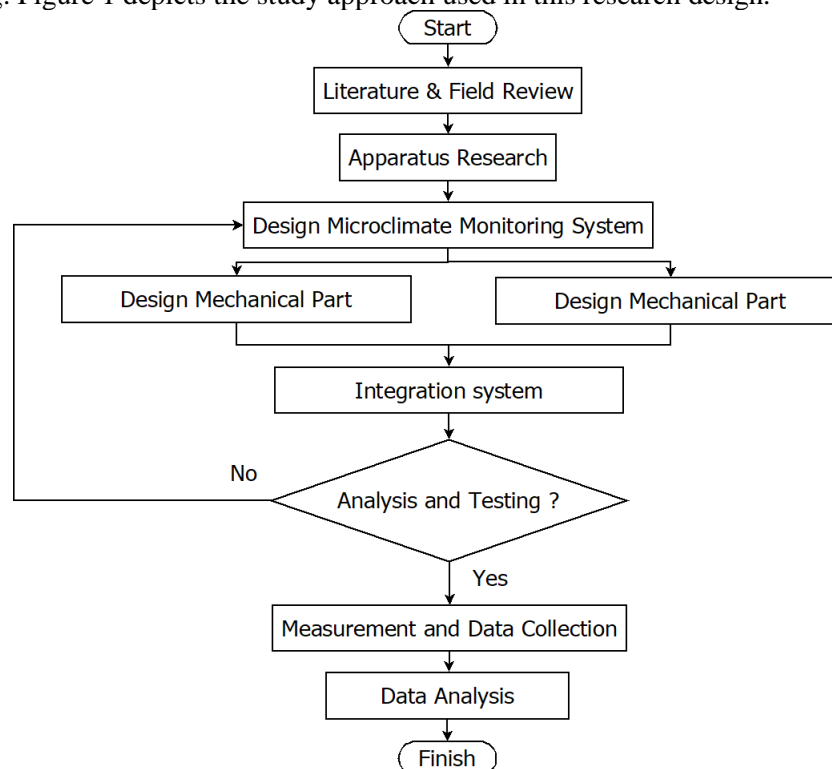 Figure 1 depicts the study approach used in this research design.
Start
Literature & Field Review
Apparatus Research
Design Microclimate Monitoring System
Design Mechanical Part
Design Mechanical Part
Integration system
No
Analysis and Testing ?
Yes
Measurement and Data Collection
Data Analysis
Finish